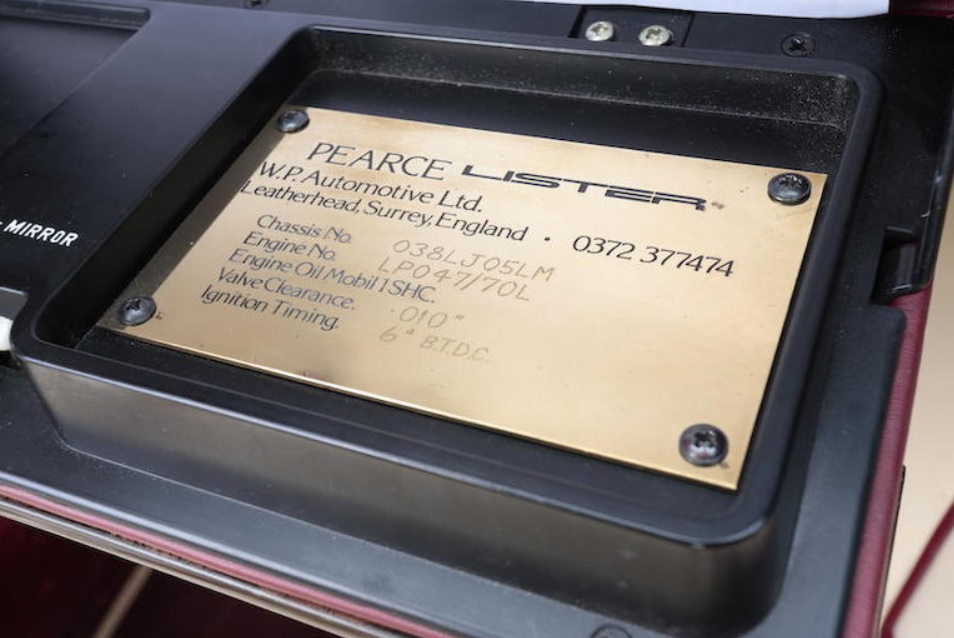 PEARCE LISTER
W.P. Automotive Ltd.
Leatherhead, Surrey, England · 0372 377474
Chassis No. 038LJ05LM
Engine No. LP047/70L
Engine Oil Mobil 1 SHC.
Valve Clearance. .010"
Ignition Timing. 6° B.T.D.C.
MIRROR